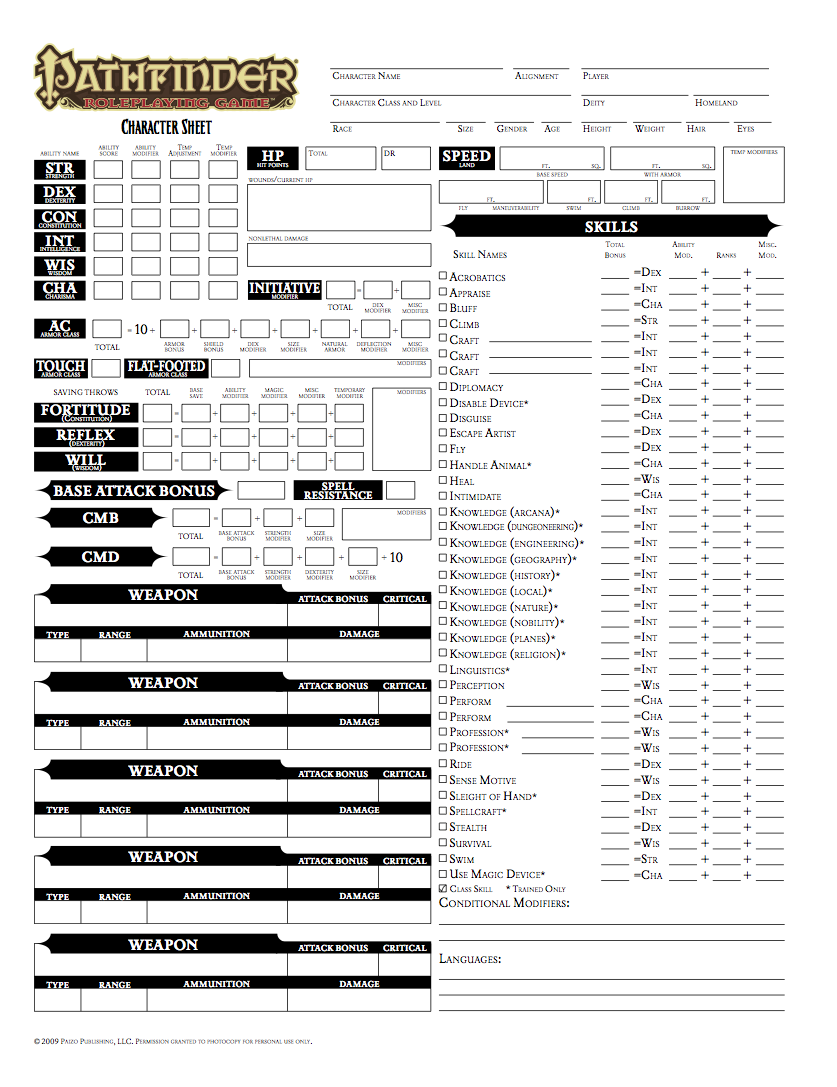 PATHFINDER
ROLEPLAYING GAME™
CHARACTER SHEET
CHARACTER NAME ALIGNMENT PLAYER
CHARACTER CLASS AND LEVEL DEITY HOMELAND
RACE SIZE GENDER AGE HEIGHT WEIGHT HAIR EYES
ABILITY NAME ABILITY SCORE ABILITY MODIFIER TEMP ADJUSTMENT TEMP MODIFIER
STR
STRENGTH
DEX
DEXTERITY
CON
CONSTITUTION
INT
INTELLIGENCE
WIS
WISDOM
CHA
CHARISMA
HP
HIT POINTS
TOTAL DR
WOUNDS/CURRENT HP
NONLETHAL DAMAGE
INITIATIVE
MODIFIER
= +
TOTAL DEX MODIFIER MISC MODIFIER
AC
ARMOR CLASS
= 10 + + + + + + +
TOTAL ARMOR BONUS SHIELD BONUS DEX MODIFIER SIZE MODIFIER NATURAL ARMOR DEFLECTION MODIFIER MISC MODIFIER
TOUCH
ARMOR CLASS
FLAT-FOOTED
ARMOR CLASS
MODIFIERS
SAVING THROWS TOTAL BASE SAVE ABILITY MODIFIER MAGIC MODIFIER MISC MODIFIER TEMPORARY MODIFIER MODIFIERS
FORTITUDE
(CONSTITUTION)
= + + + +
REFLEX
(DEXTERITY)
= + + + +
WILL
(WISDOM)
= + + + +
BASE ATTACK BONUS
SPELL
RESISTANCE
CMB
= + +
MODIFIERS
TOTAL BASE ATTACK BONUS STRENGTH MODIFIER SIZE MODIFIER
CMD
= + + + + 10
TOTAL BASE ATTACK BONUS STRENGTH MODIFIER DEXTERITY MODIFIER SIZE MODIFIER
WEAPON
ATTACK BONUS CRITICAL
TYPE RANGE AMMUNITION DAMAGE
WEAPON
ATTACK BONUS CRITICAL
TYPE RANGE AMMUNITION DAMAGE
WEAPON
ATTACK BONUS CRITICAL
TYPE RANGE AMMUNITION DAMAGE
WEAPON
ATTACK BONUS CRITICAL
TYPE RANGE AMMUNITION DAMAGE
WEAPON
ATTACK BONUS CRITICAL
TYPE RANGE AMMUNITION DAMAGE
SPEED
LAND
FT. SQ. FT. SQ. TEMP MODIFIERS
BASE SPEED WITH ARMOR
FT. FT. FT. FT.
FLY MANEUVERABILITY SWIM CLIMB BURROW
SKILLS
SKILL NAMES TOTAL BONUS ABILITY MOD. RANKS MISC. MOD.
ACROBATICS =DEX + +
APPRAISE =INT + +
BLUFF =CHA + +
CLIMB =STR + +
CRAFT =INT + +
CRAFT =INT + +
CRAFT =INT + +
DIPLOMACY =CHA + +
DISABLE DEVICE* =DEX + +
DISGUISE =CHA + +
ESCAPE ARTIST =DEX + +
FLY =DEX + +
HANDLE ANIMAL* =CHA + +
HEAL =WIS + +
INTIMIDATE =CHA + +
KNOWLEDGE (ARCANA)* =INT + +
KNOWLEDGE (DUNGEONEERING)* =INT + +
KNOWLEDGE (ENGINEERING)* =INT + +
KNOWLEDGE (GEOGRAPHY)* =INT + +
KNOWLEDGE (HISTORY)* =INT + +
KNOWLEDGE (LOCAL)* =INT + +
KNOWLEDGE (NATURE)* =INT + +
KNOWLEDGE (NOBILITY)* =INT + +
KNOWLEDGE (PLANES)* =INT + +
KNOWLEDGE (RELIGION)* =INT + +
LINGUISTICS* =INT + +
PERCEPTION =WIS + +
PERFORM =CHA + +
PERFORM =CHA + +
PROFESSION* =WIS + +
PROFESSION* =WIS + +
RIDE =DEX + +
SENSE MOTIVE =WIS + +
SLEIGHT OF HAND* =DEX + +
SPELLCRAFT* =INT + +
STEALTH =DEX + +
SURVIVAL =WIS + +
SWIM =STR + +
USE MAGIC DEVICE* =CHA + +
CLASS SKILL * TRAINED ONLY
CONDITIONAL MODIFIERS:
LANGUAGES:
© 2009 PAIZO PUBLISHING, LLC. PERMISSION GRANTED TO PHOTOCOPY FOR PERSONAL USE ONLY.